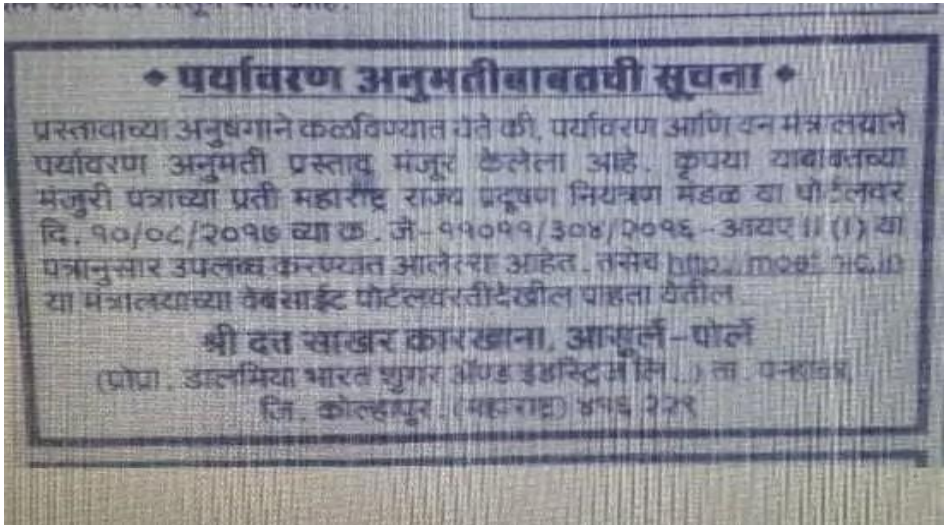 ◆ पर्यावरण अनुमतीबाबतची सूचना ◆
प्रस्तावाच्या अनुषंगाने कळविण्यात येते की, पर्यावरण आणि वन मंत्रालयाने
पर्यावरण अनुमती प्रस्ताव मंजूर केलेला आहे. कृपया याबाबतच्या
मंजुरी पत्राच्या प्रती महाराष्ट्र राज्य प्रदूषण नियंत्रण मंडळ या पोर्टलवर
दि. १०/०८/२०१७ च्या क्र. जे-११०११/३०४/२०१६-आयए II (I) या
पत्रानुसार उपलब्ध करण्यात आलेल्या आहेत. तसेच
या मंत्रालयाच्या वेबसाईट पोर्टलवरतीदेखील पाहता येतील
श्री दत्त साखर कारखाना, आसुर्ले-पोर्ले
(प्रोप्रा. डालमिया भारत शुगर अँड इंडस्ट्रिज लि.,) ता. पन्हाळा,
जि. कोल्हापूर. (महाराष्ट्र) ४१६ २२९